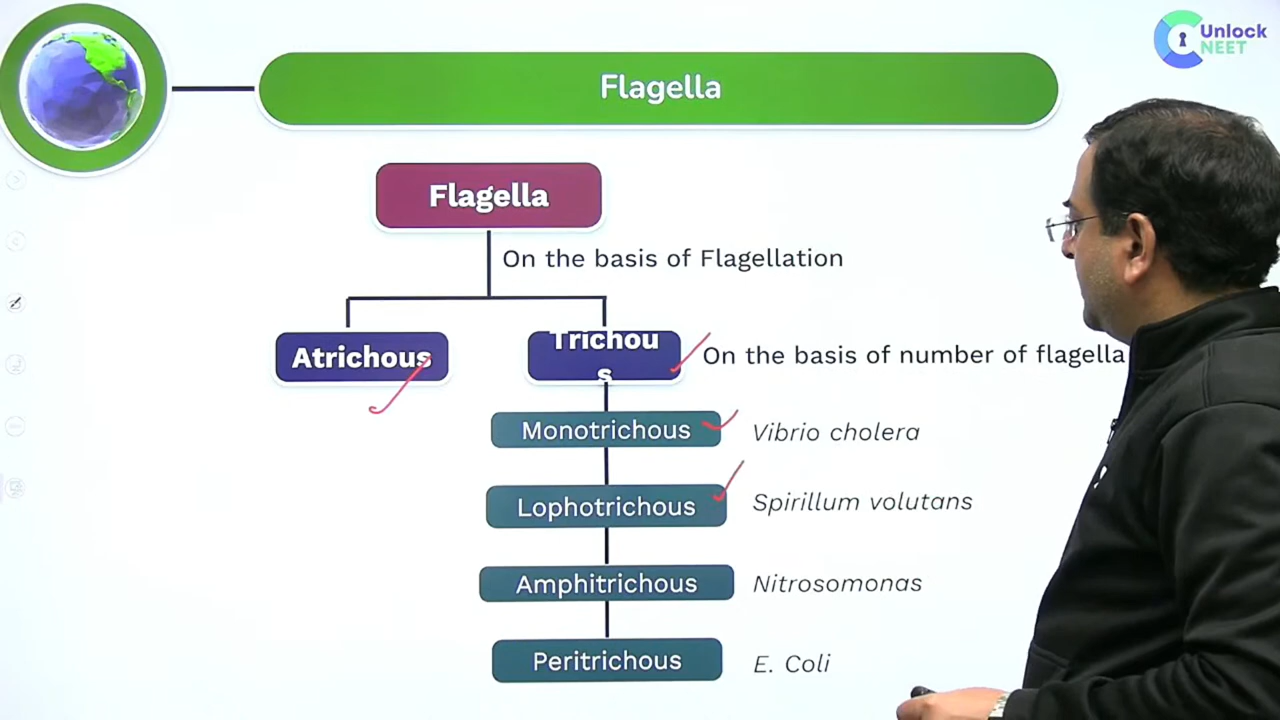 Unlock
NEET
Flagella
Flagella
On the basis of Flagellation
Atrichous
Trichou
s
On the basis of number of flagella
Monotrichous
Vibrio cholera
Lophotrichous
Spirillum volutans
Amphitrichous
Nitrosomonas
Peritrichous
E. Coli